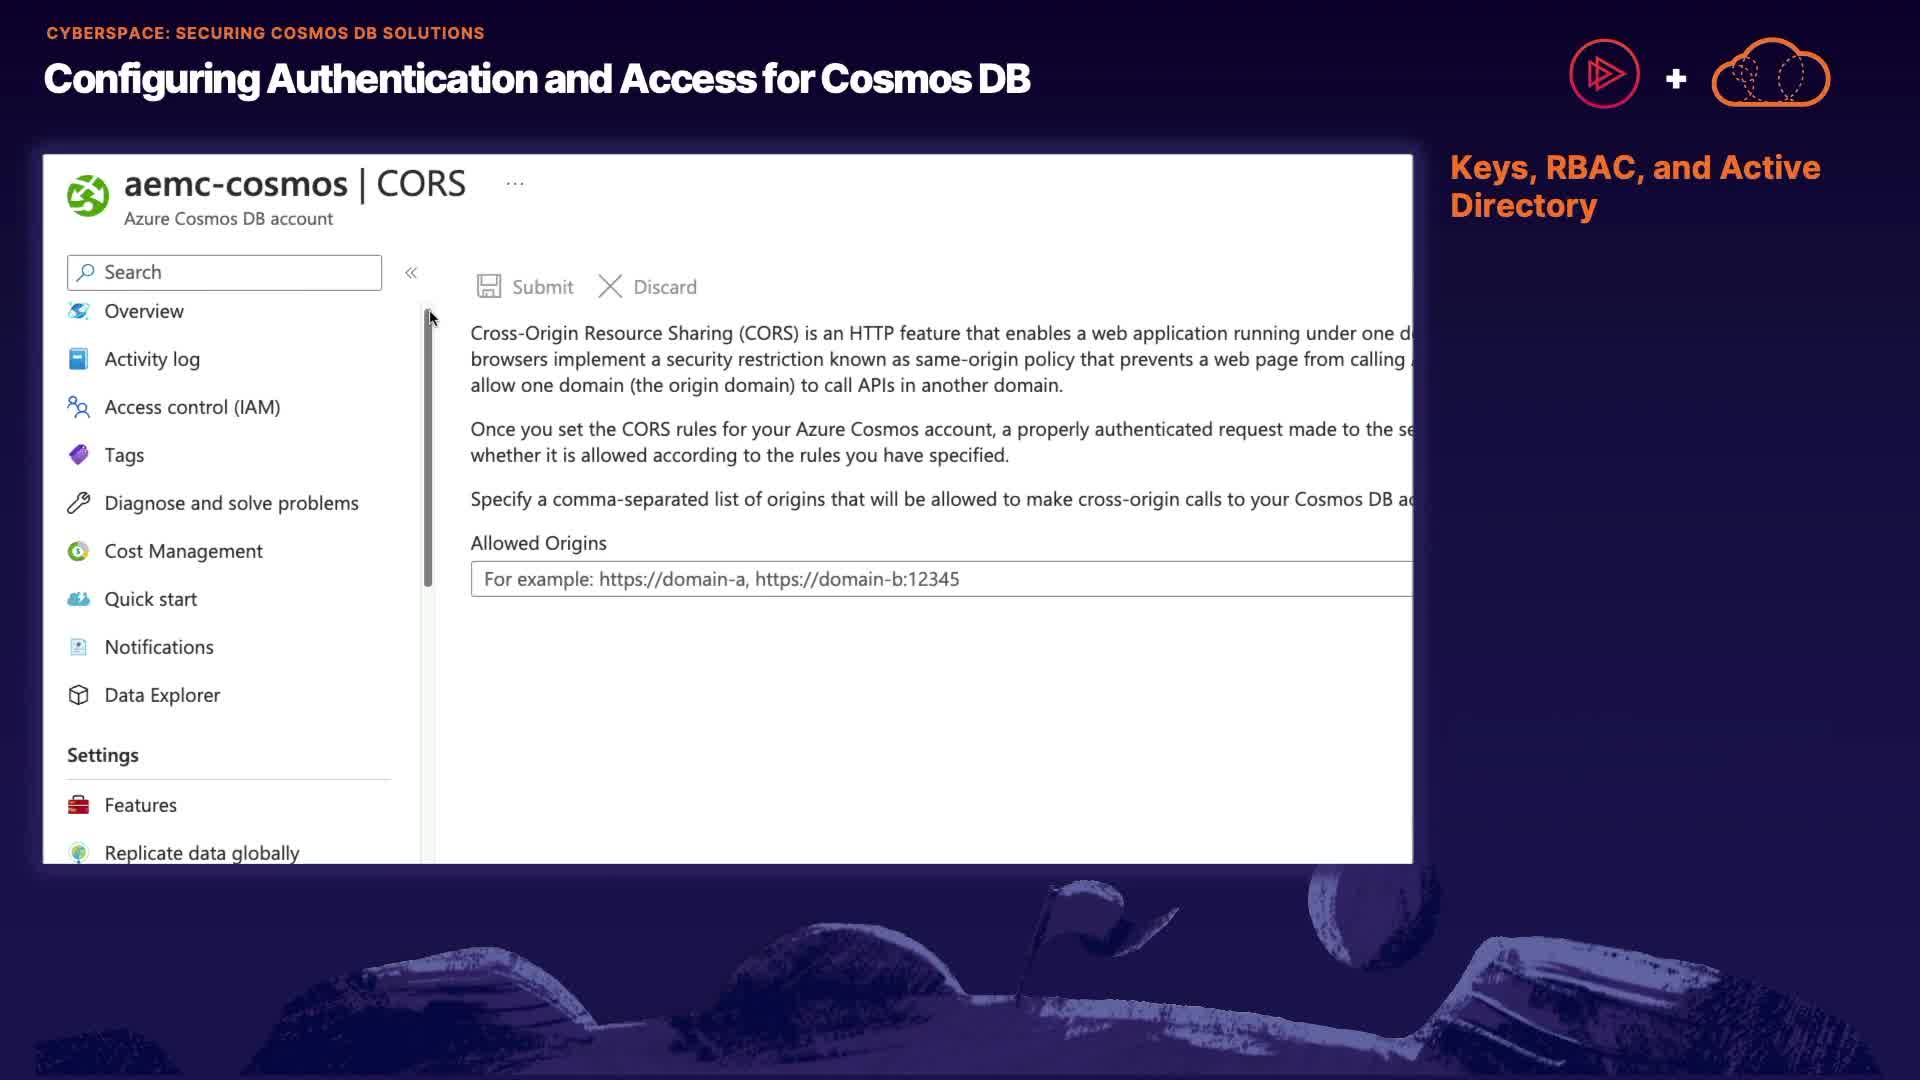 CYBERSPACE: SECURING COSMOS DB SOLUTIONS
Configuring Authentication and Access for Cosmos DB
+
Keys, RBAC, and Active
Directory
aemc-cosmos | CORS ...
Azure Cosmos DB account
Search
«
Overview
Activity log
Access control (IAM)
Tags
Diagnose and solve problems
Cost Management
Quick start
Notifications
Data Explorer
Settings
Features
Replicate data globally
Submit
Discard
Cross-Origin Resource Sharing (CORS) is an HTTP feature that enables a web application running under one
browsers implement a security restriction known as same-origin policy that prevents a web page from calling
allow one domain (the origin domain) to call APIs in another domain.
Once you set the CORS rules for your Azure Cosmos account, a properly authenticated request made to the
whether it is allowed according to the rules you have specified.
Specify a comma-separated list of origins that will be allowed to make cross-origin calls to your Cosmos DB
Allowed Origins
For example: https://domain-a, https://domain-b:12345